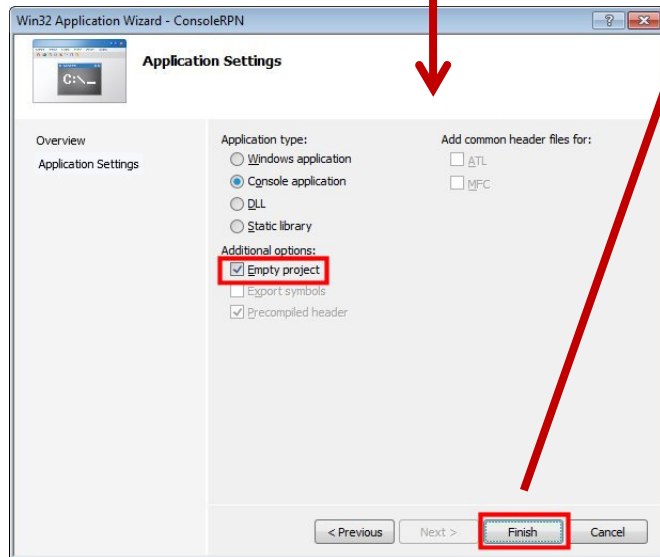 Win32 Application Wizard - ConsoleRPN
C:\_
Application Settings
Overview
Application Settings
Application type:
Windows application
Console application
DLL
Static library
Additional options:
Empty project
Export symbols
Precompiled header
Add common header files for:
ATL
MFC
< Previous
Next >
Finish
Cancel